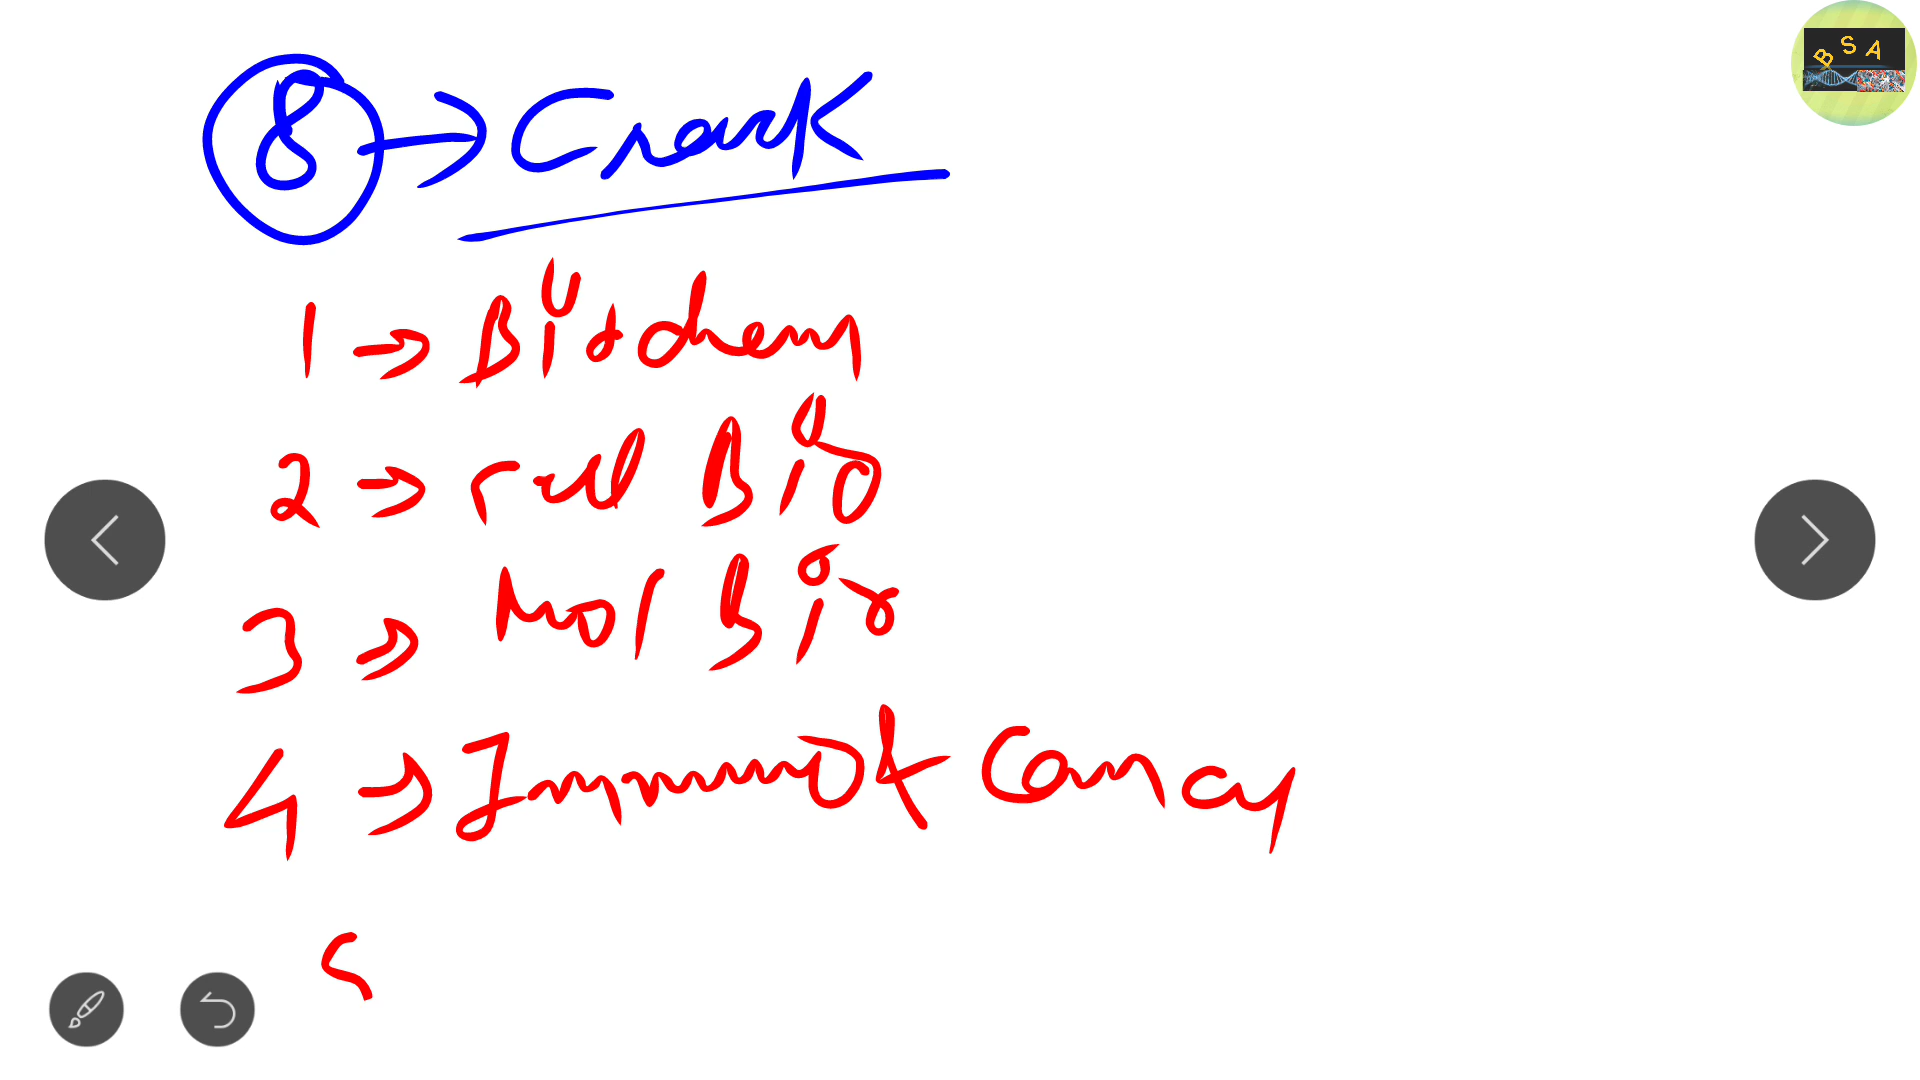 BSA
8 → Crack
1 → Biochem
2 → Cell Bio
3 → Mol Bio
4 → Immuno & Cancer
5